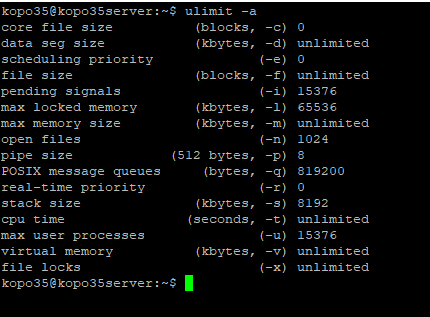 kopo35@kopo35server:~$ ulimit -a
core file size          (blocks, -c) 0
data seg size           (kbytes, -d) unlimited
scheduling priority             (-e) 0
file size               (blocks, -f) unlimited
pending signals                 (-i) 15376
max locked memory       (kbytes, -l) 65536
max memory size         (kbytes, -m) unlimited
open files                      (-n) 1024
pipe size            (512 bytes, -p) 8
POSIX message queues     (bytes, -q) 819200
real-time priority              (-r) 0
stack size              (kbytes, -s) 8192
cpu time               (seconds, -t) unlimited
max user processes              (-u) 15376
virtual memory          (kbytes, -v) unlimited
file locks                      (-x) unlimited
kopo35@kopo35server:~$